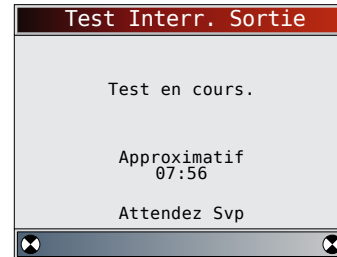 Test Interr. Sortie
Test en cours.
Approximatif
07:56
Attendez Svp